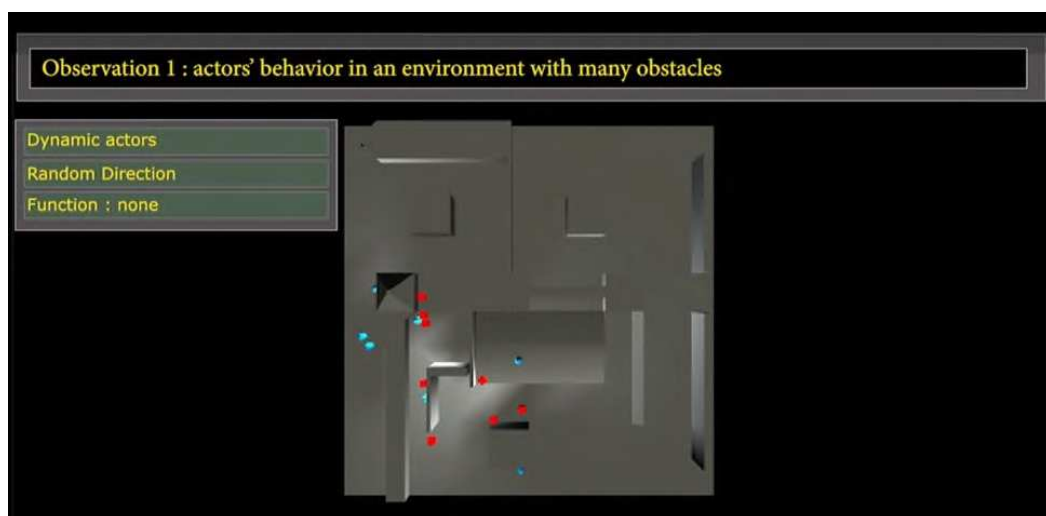 Observation 1 : actors’ behavior in an environment with many obstacles
Dynamic actors
Random Direction
Function : none